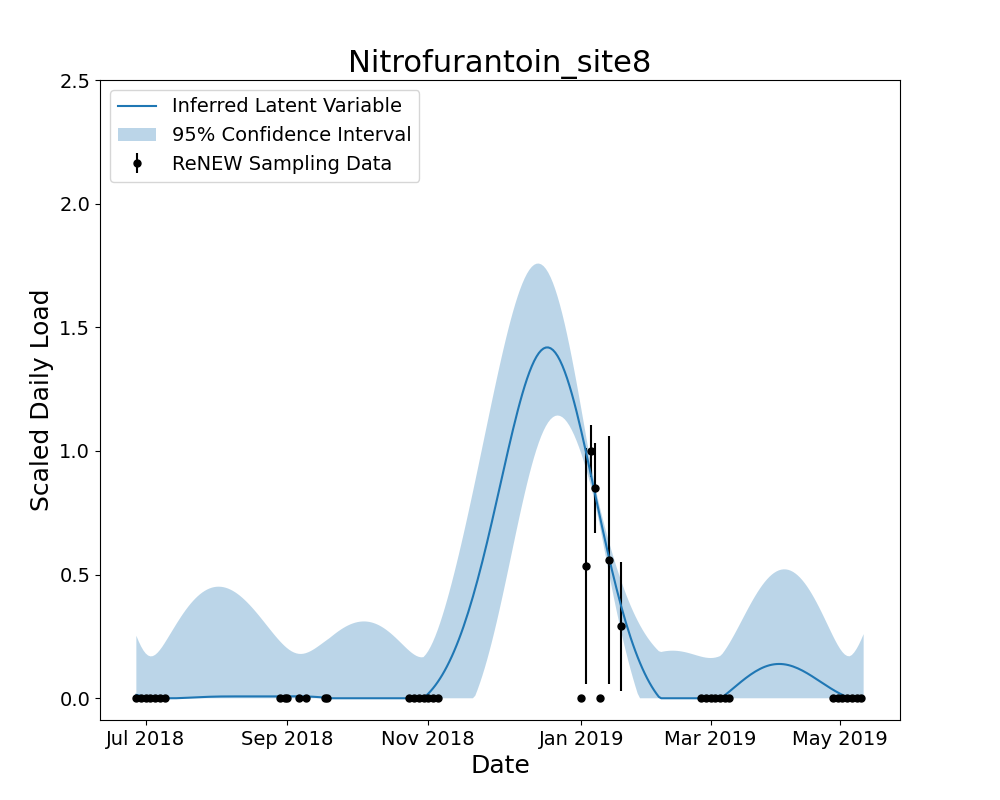 Nitrofurantoin_site8
2.5
2.0
1.5
1.0
0.5
0.0
Scaled Daily Load
Inferred Latent Variable
95% Confidence Interval
ReNEW Sampling Data
Jul 2018
Sep 2018
Nov 2018
Jan 2019
Mar 2019
May 2019
Date